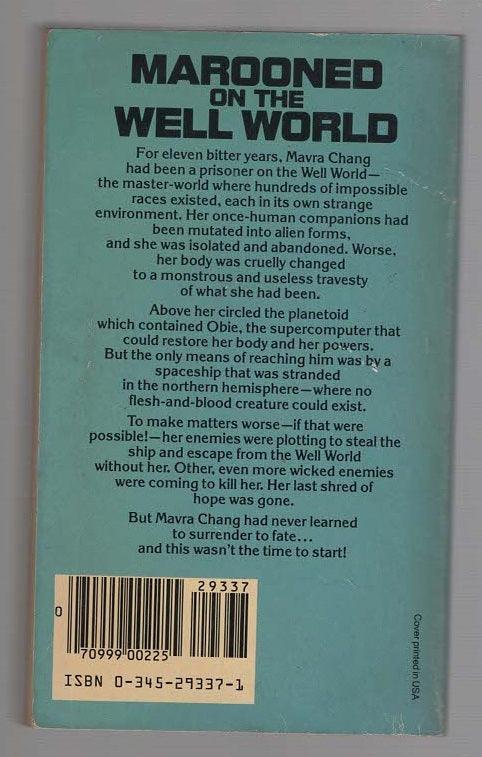 MAROONED
ON THE
WELL WORLD
For eleven bitter years, Mavra Chang
had been a prisoner on the Well World—
the master-world where hundreds of impossible
races existed, each in its own strange
environment. Her once-human companions had
been mutated into alien forms,
and she was isolated and abandoned. Worse,
her body was cruelly changed
to a monstrous and useless travesty
of what she had been.
Above her circled the planetoid
which contained Obie, the supercomputer that
could restore her body and her powers.
But the only means of reaching him was by a
spaceship that was stranded
in the northern hemisphere—where no
flesh-and-blood creature could exist.
To make matters worse—if that were
possible!—her enemies were plotting to steal the
ship and escape from the Well World
without her. Other, even more wicked enemies
were coming to kill her. Her last shred of
hope was gone.
But Mavra Chang had never learned
to surrender to fate...
and this wasn't the time to start!
29337
0
70999 00225
ISBN 0-345-29337-1
Cover printed in USA